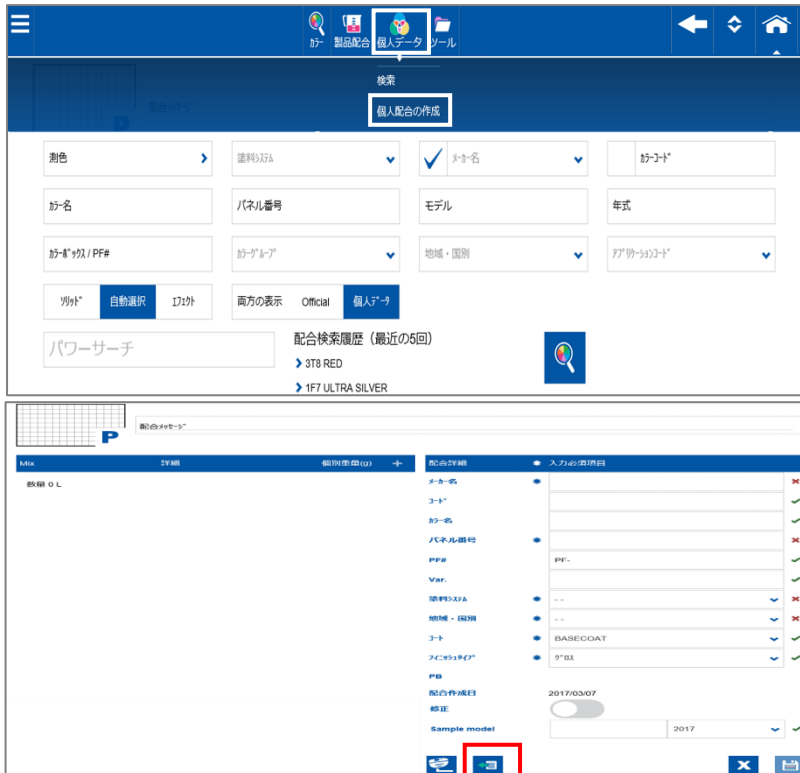 カラー 製品配合 個人データ ツール
検索
個人配合の作成
配合メッセージ
P
測色 塗料システム メーカー名 カラーコード
カラー名 パネル番号 モデル 年式
カラーボックス / PF# カラーグループ 地域・国別 アプリケーションコード
ソリッド 自動選択 エフェクト 両方の表示 Official 個人データ
パワーサーチ 配合検索履歴（最近の5回）
3T8 RED
1F7 ULTRA SILVER
P 配合メッセージ
Mix 詳細 個別重量(g) 配合詳細 入力必須項目
数量 0 L メーカー名
コード
カラー名
パネル番号
PF# PF-
Var.
塗料システム - -
地域・国別 - -
コート BASECOAT
フィニッシュタイプ グロス
PB
配合作成日 2017/03/07
修正
Sample model 2017